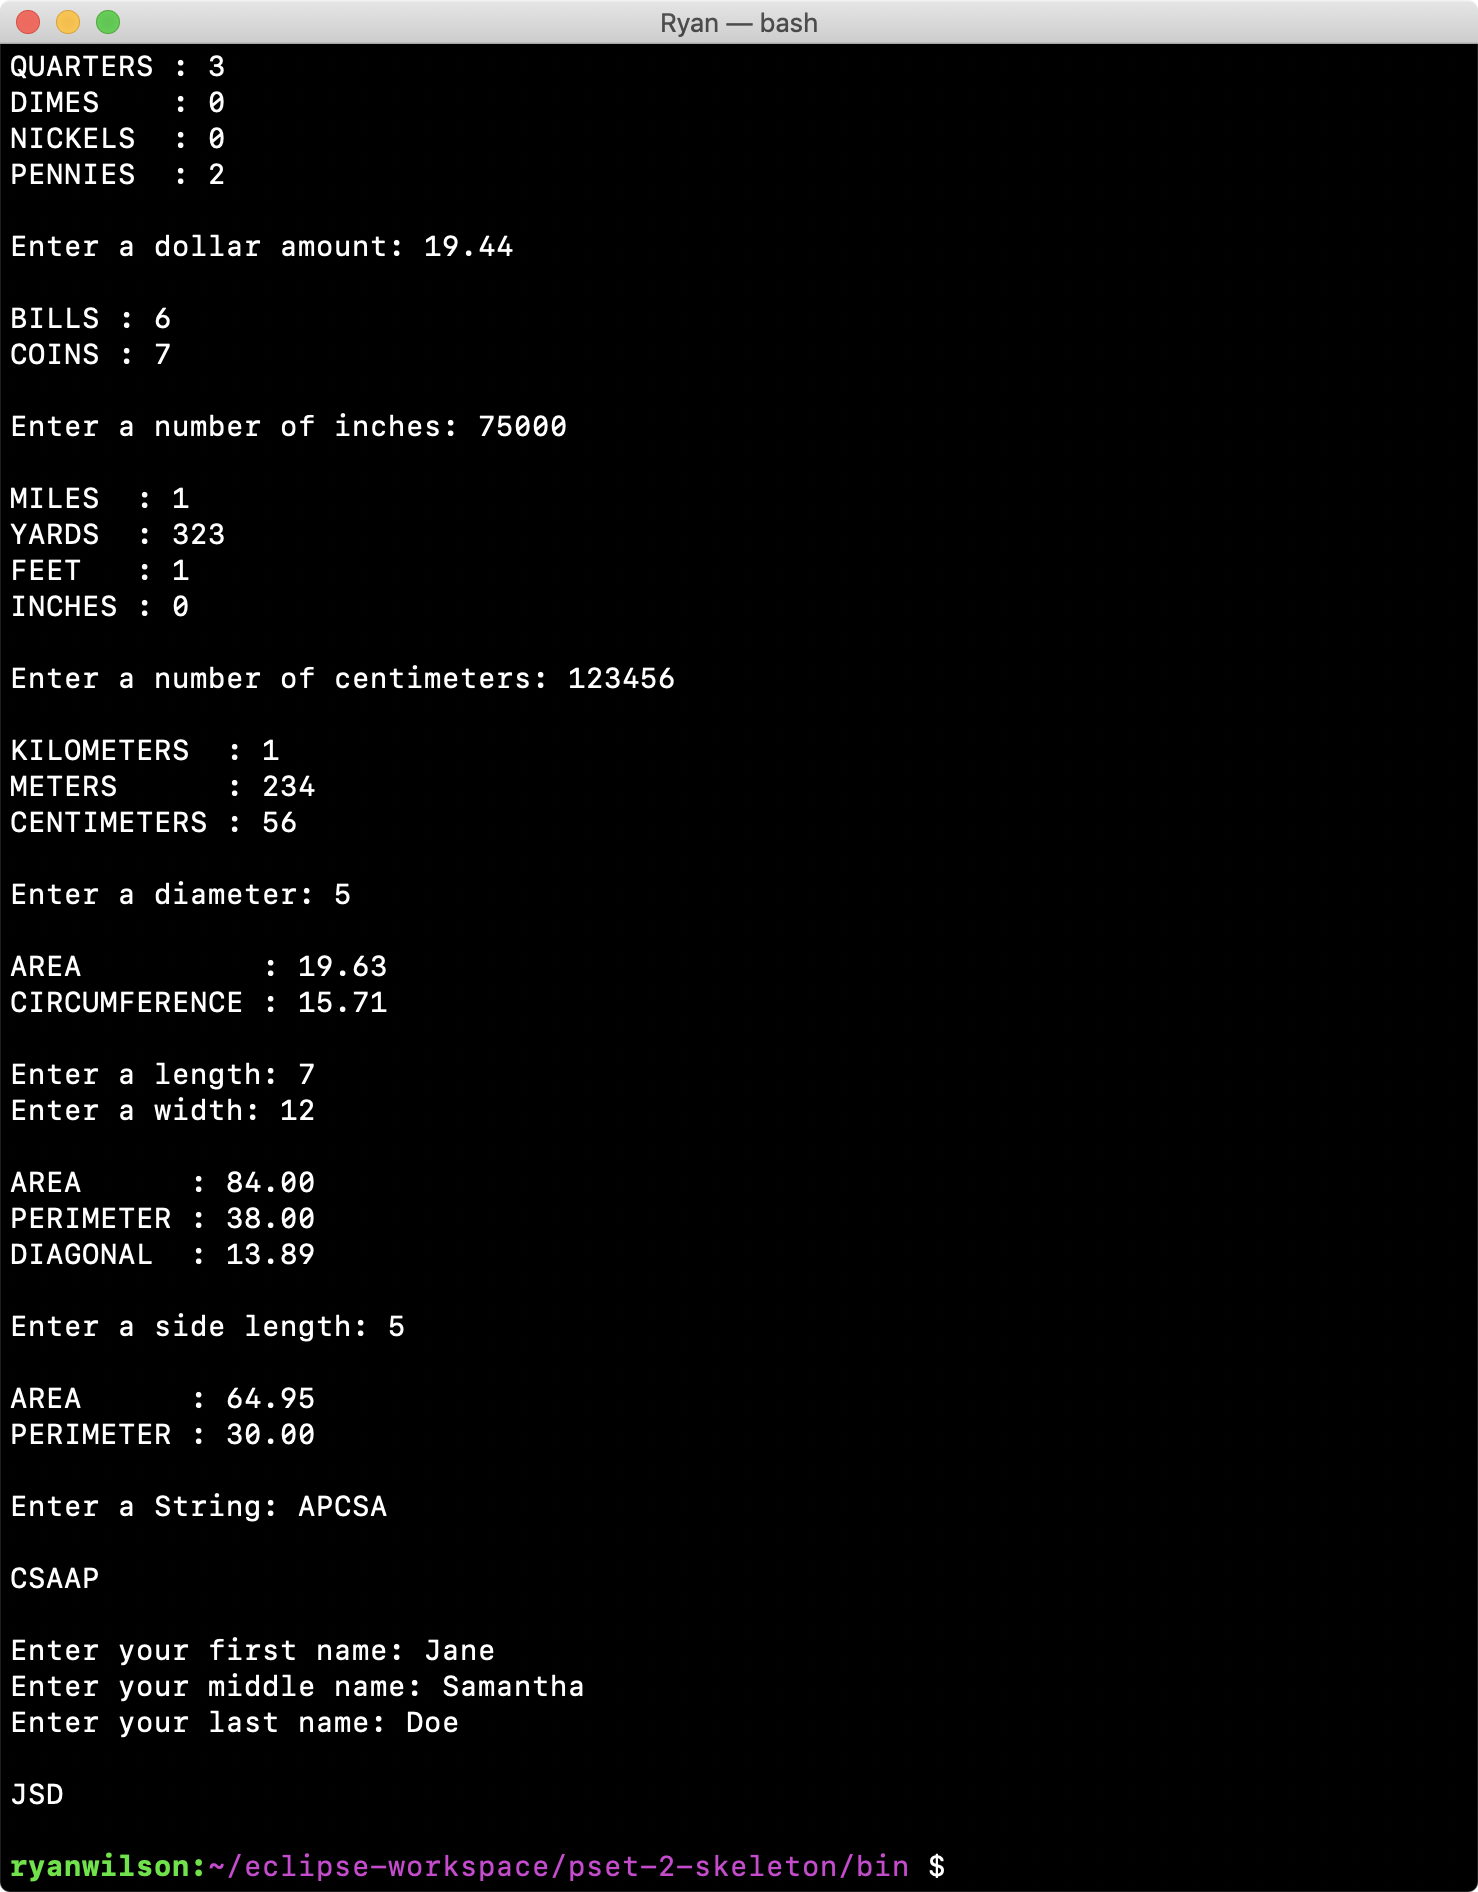 Ryan — bash
QUARTERS : 3
DIMES    : 0
NICKELS  : 0
PENNIES  : 2
Enter a dollar amount: 19.44
BILLS : 6
COINS : 7
Enter a number of inches: 75000
MILES  : 1
YARDS  : 323
FEET   : 1
INCHES : 0
Enter a number of centimeters: 123456
KILOMETERS  : 1
METERS      : 234
CENTIMETERS : 56
Enter a diameter: 5
AREA          : 19.63
CIRCUMFERENCE : 15.71
Enter a length: 7
Enter a width: 12
AREA      : 84.00
PERIMETER : 38.00
DIAGONAL  : 13.89
Enter a side length: 5
AREA      : 64.95
PERIMETER : 30.00
Enter a String: APCSA
CSAAP
Enter your first name: Jane
Enter your middle name: Samantha
Enter your last name: Doe
JSD
ryanwilson:~/eclipse-workspace/pset-2-skeleton/bin $